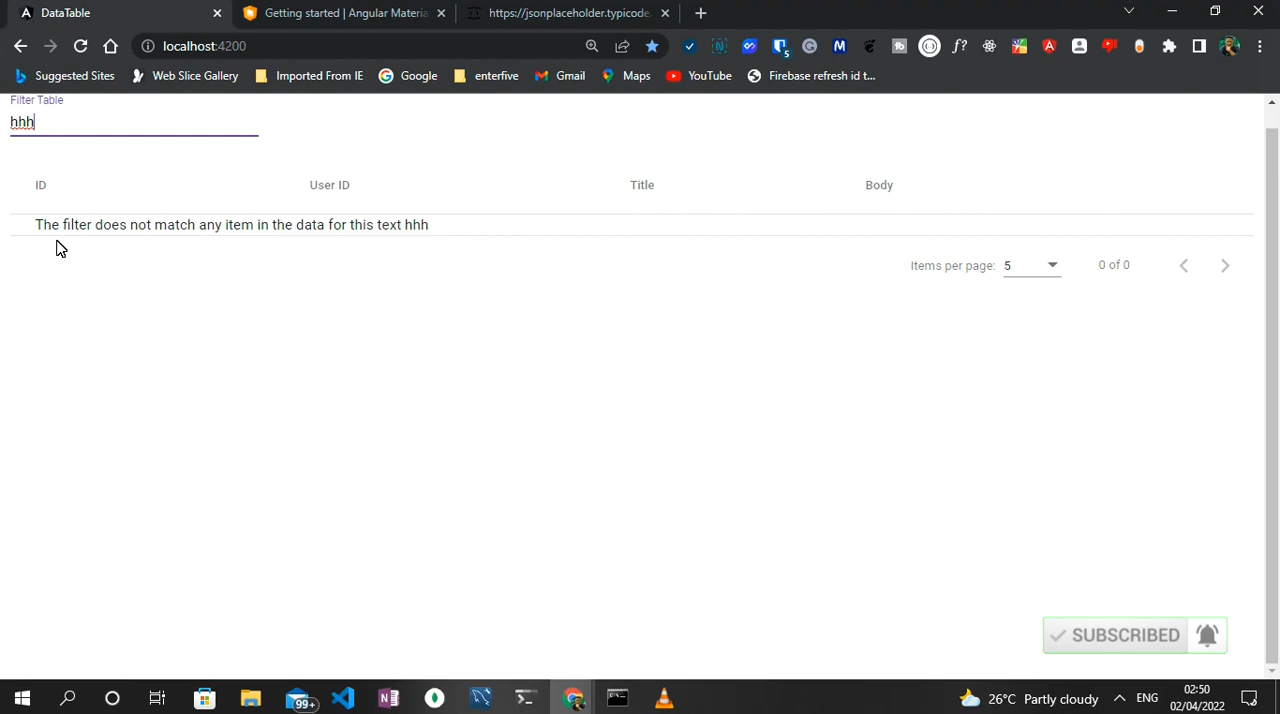 DataTable
Getting started | Angular Materia
https://jsonplaceholder.typicode.
localhost:4200
5
f?
Suggested Sites
Web Slice Gallery
Imported From IE
Google
enterfive
Gmail
Maps
YouTube
Firebase refresh id t...
Filter Table
hhh
ID User ID Title Body
The filter does not match any item in the data for this text hhh
Items per page: 5 0 of 0
SUBSCRIBED
99+
26°C Partly cloudy
ENG
02:50
02/04/2022